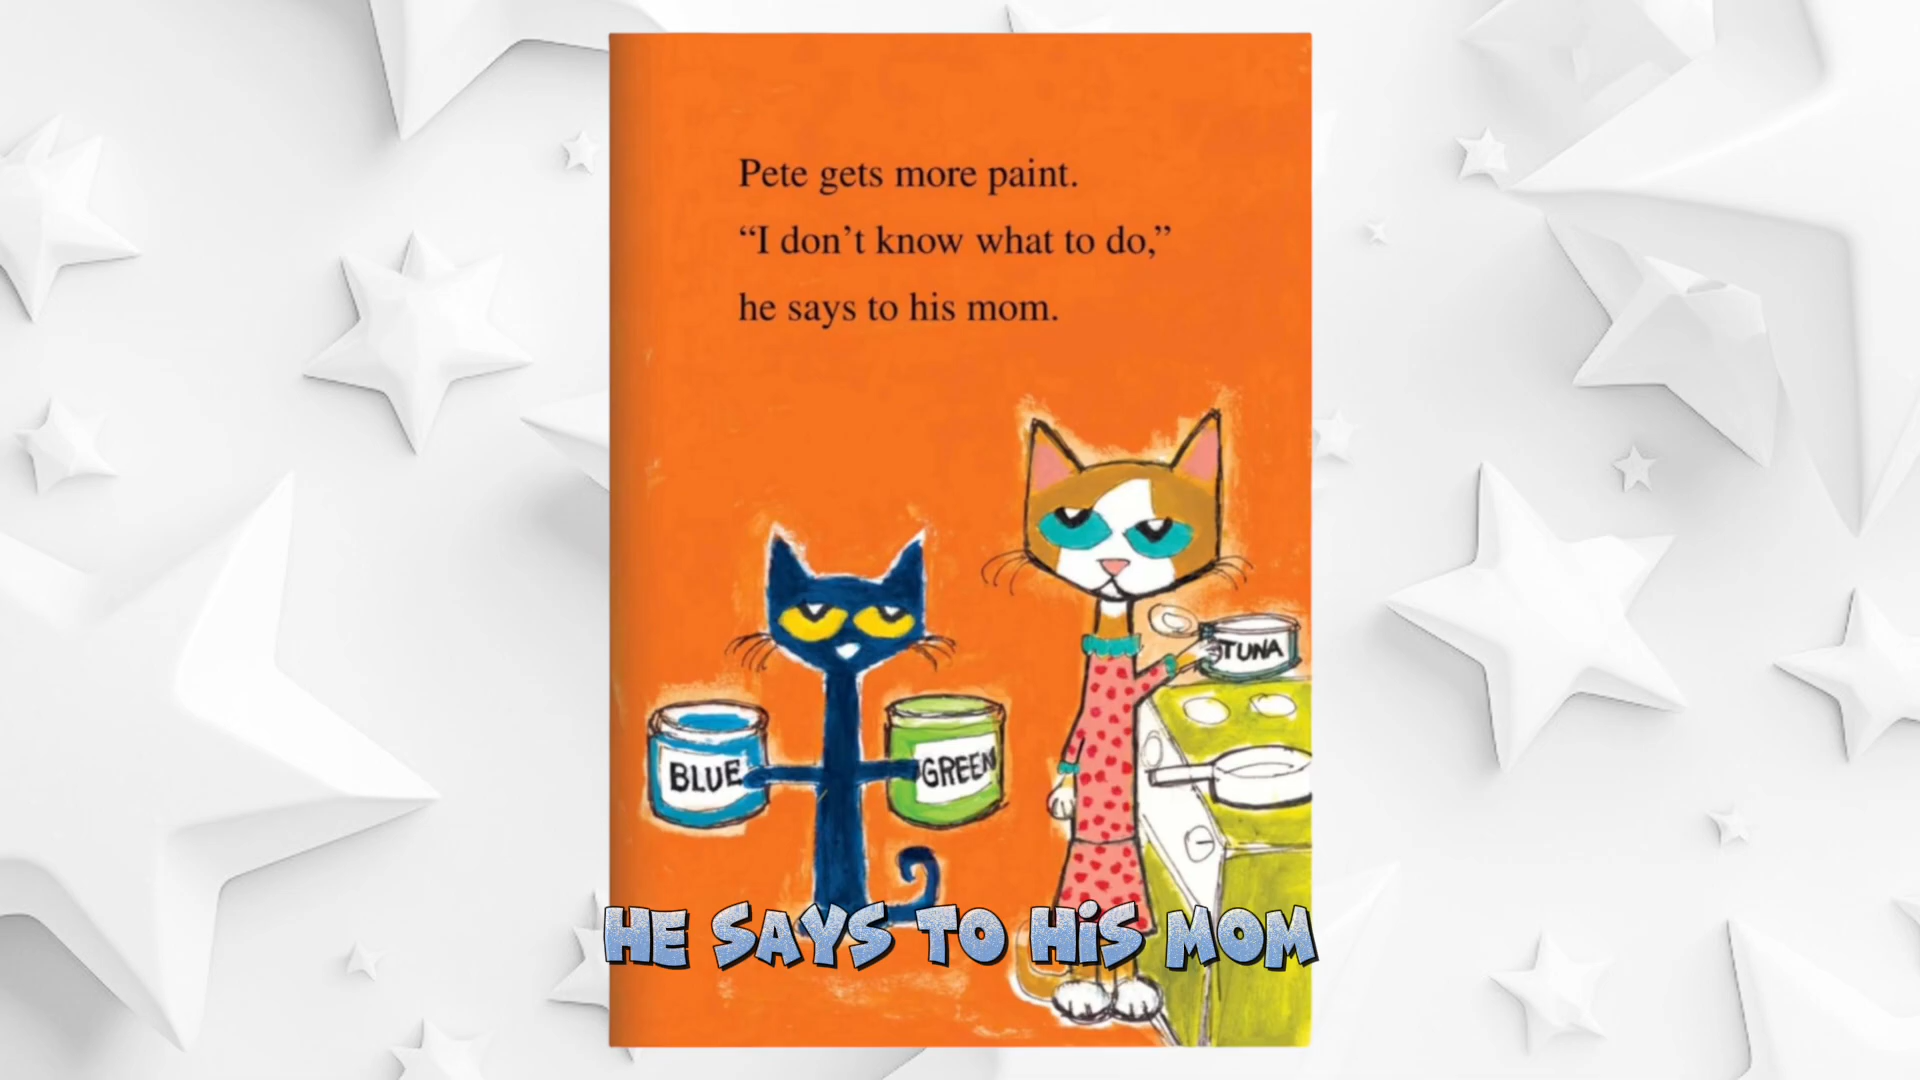 Pete gets more paint.
“I don’t know what to do,”
he says to his mom.
TUNA
BLUE
GREEN
HE SAYS TO HiS MOM